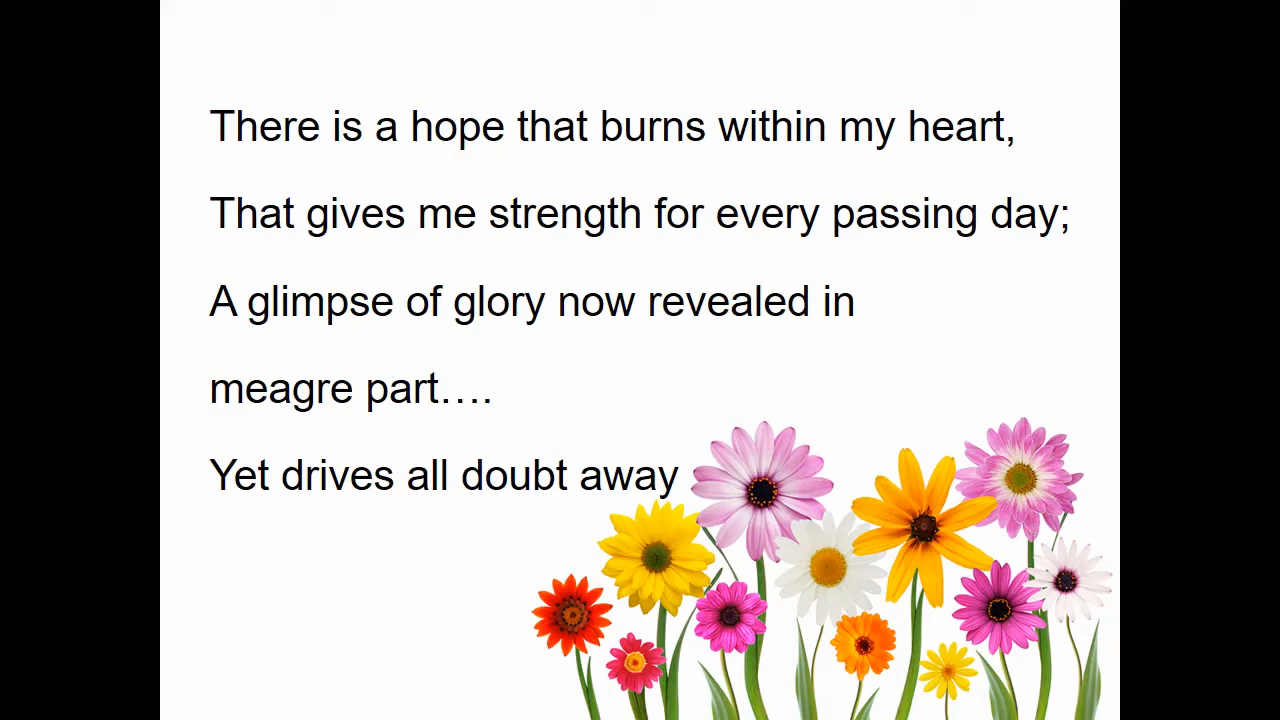 There is a hope that burns within my heart,
That gives me strength for every passing day;
A glimpse of glory now revealed in
meagre part….
Yet drives all doubt away